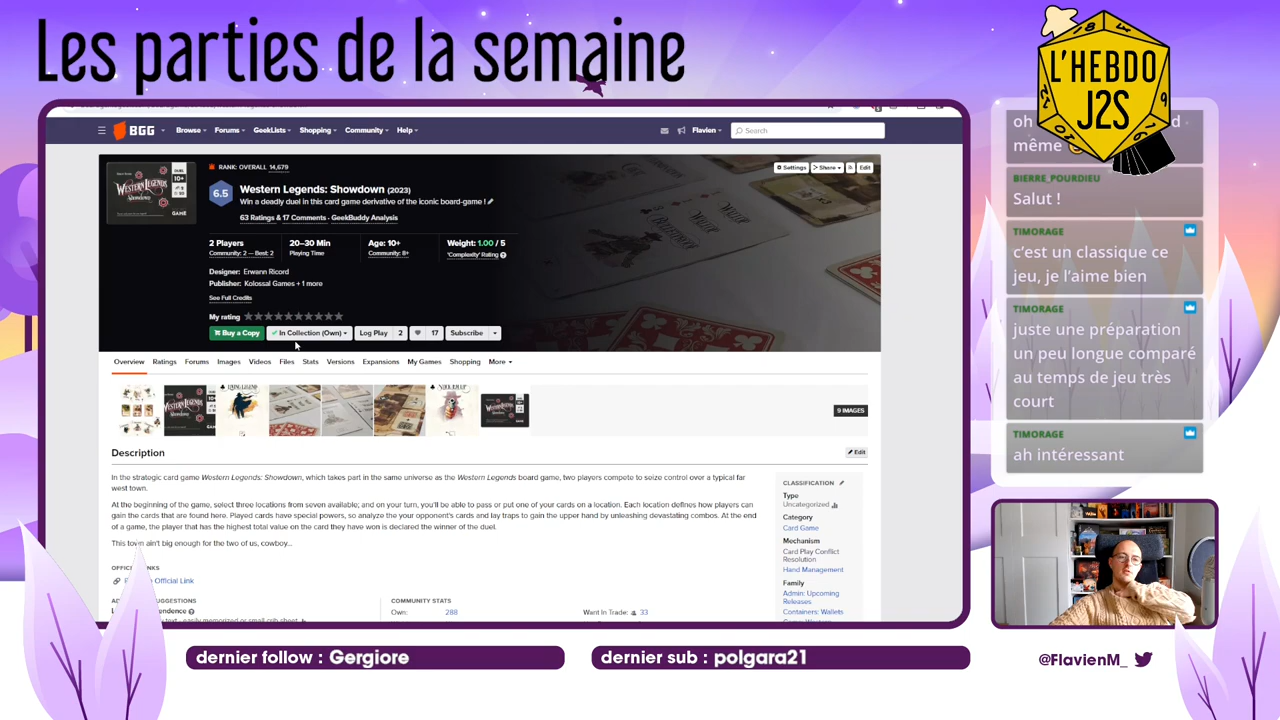 Les parties de la semaine
L'HEBDO
J2S
BGG
Browse
Forums
GeekLists
Shopping
Community
Help
Flavien
Search
RANK: OVERALL 14,679
Settings
Share
Edit
6.5
Western Legends: Showdown (2023)
Win a deadly duel in this card game derivative of the iconic board-game !
63 Ratings & 17 Comments · GeekBuddy Analysis
2 Players
Community: 2 — Best: 2
20–30 Min
Playing Time
Age: 10+
Community: 8+
Weight: 1.00 / 5
'Complexity' Rating
Designer: Erwann Ricord
Publisher: Kolossal Games + 1 more
See Full Credits
My rating
Buy a Copy
In Collection (Own)
Log Play
2
17
Subscribe
Overview
Ratings
Forums
Images
Videos
Files
Stats
Versions
Expansions
My Games
Shopping
More
9 IMAGES
Description
Edit
In the strategic card game Western Legends: Showdown, which takes part in the same universe as the Western Legends board game, two players compete to seize control over a typical far
west town.
At the beginning of the game, select three locations from seven available; and on your turn, you'll be able to pass or put one of your cards on a location. Each location defines how players can
gain the cards that are found here. Played cards have special powers, so analyze your opponent's cards and lay traps to gain the upper hand by unleashing devastating combos. At the end
of a game, the player that has the highest total value on the card they have won is declared the winner of the duel.
This town ain't big enough for the two of us, cowboy...
Official Link
COMMUNITY STATS
Own:
288
Want In Trade:
33
CLASSIFICATION
Type
Uncategorized
Category
Card Game
Mechanism
Card Play Conflict
Resolution
Hand Management
Family
Admin: Upcoming
Releases
Containers: Wallets
oh
même
BIERRE_POURDIEU
Salut !
TIMORAGE
c'est un classique ce
jeu, je l'aime bien
TIMORAGE
juste une préparation
un peu longue comparé
au temps de jeu très
court
TIMORAGE
ah intéressant
dernier follow : Gergiore
dernier sub : polgara21
@FlavienM_